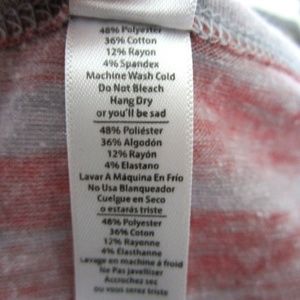 48% Polyester
36% Cotton
12% Rayon
4% Spandex
Machine Wash Cold
Do Not Bleach
Hang Dry
or you'll be sad
48% Poliéster
36% Algodón
12% Rayón
4% Elastano
Lavar A Máquina En Frío
No Usa Blanqueador
Cuelgue en Seco
o estarás triste
48% Polyester
36% Coton
12% Rayonne
4% Élasthanne
Lavage en machine á froid
Ne Pas javelliser
Accrochez sec
ou vous serez triste